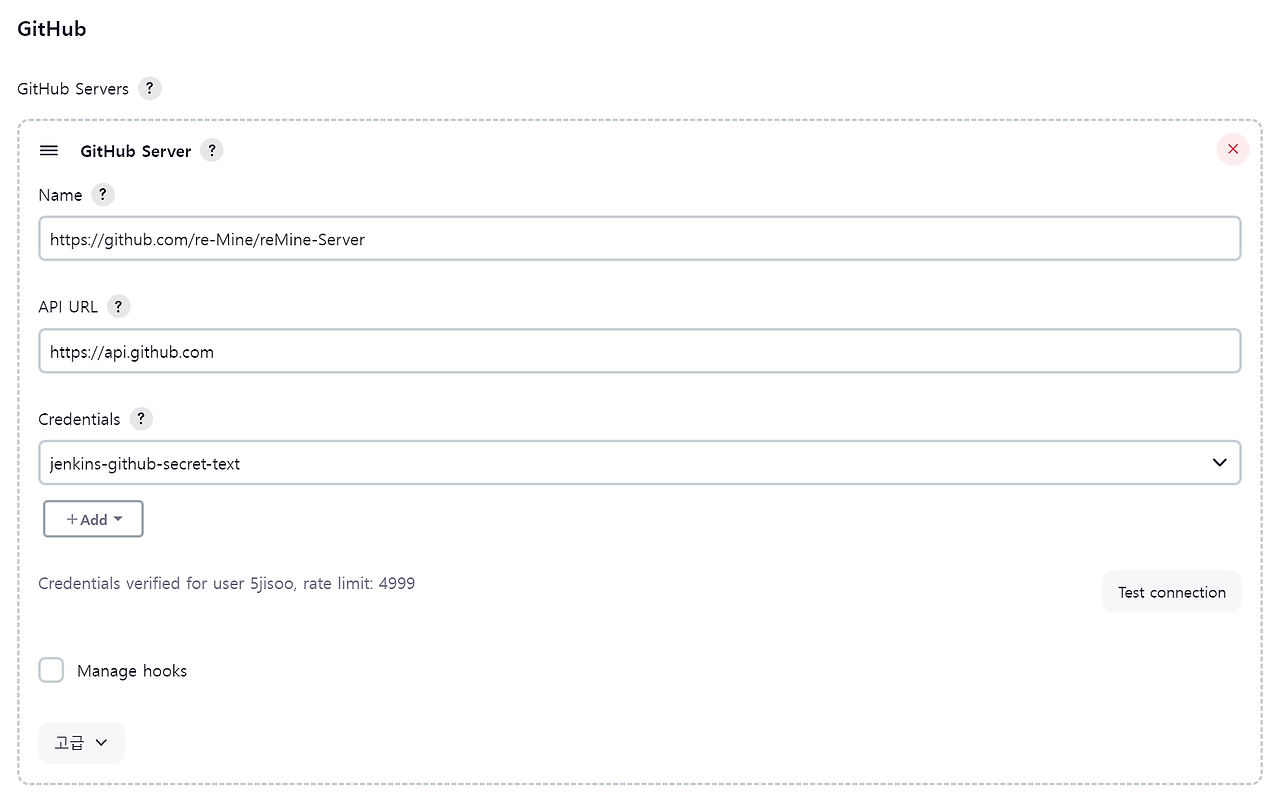 GitHub
GitHub Servers ?
GitHub Server ?
Name ?
https://github.com/re-Mine/reMine-Server
API URL ?
https://api.github.com
Credentials ?
jenkins-github-secret-text
+Add
Credentials verified for user 5jisoo, rate limit: 4999
Test connection
Manage hooks
고급